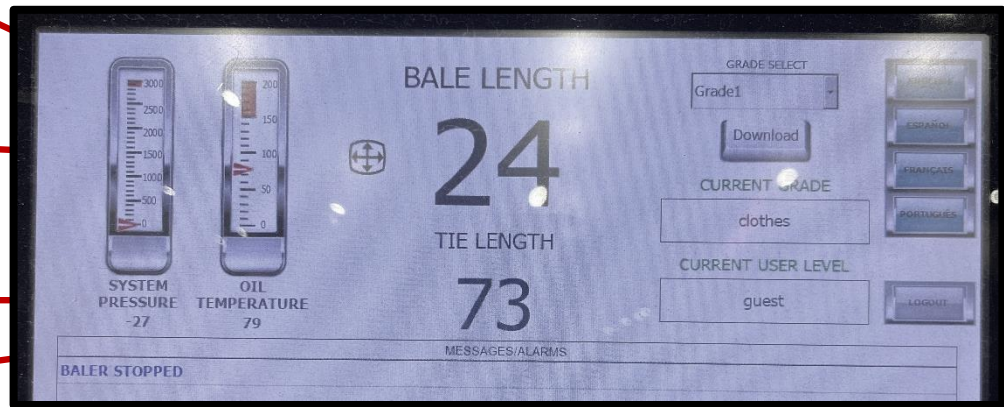 3000
2500
2000
1500
1000
500
0
SYSTEM
PRESSURE
-27
200
150
100
50
0
OIL
TEMPERATURE
79
BALE LENGTH
24
TIE LENGTH
73
GRADE SELECT
Grade1
Download
CURRENT GRADE
clothes
CURRENT USER LEVEL
guest
ESPAÑOL
FRANÇAIS
PORTUGUÊS
LOGOUT
MESSAGES/ALARMS
BALER STOPPED